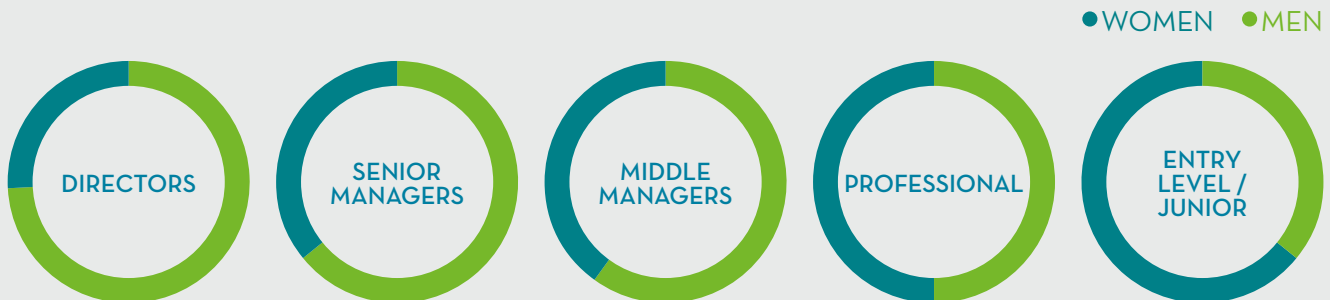 WOMEN MEN
DIRECTORS
SENIOR
MANAGERS
MIDDLE
MANAGERS
PROFESSIONAL
ENTRY
LEVEL /
JUNIOR